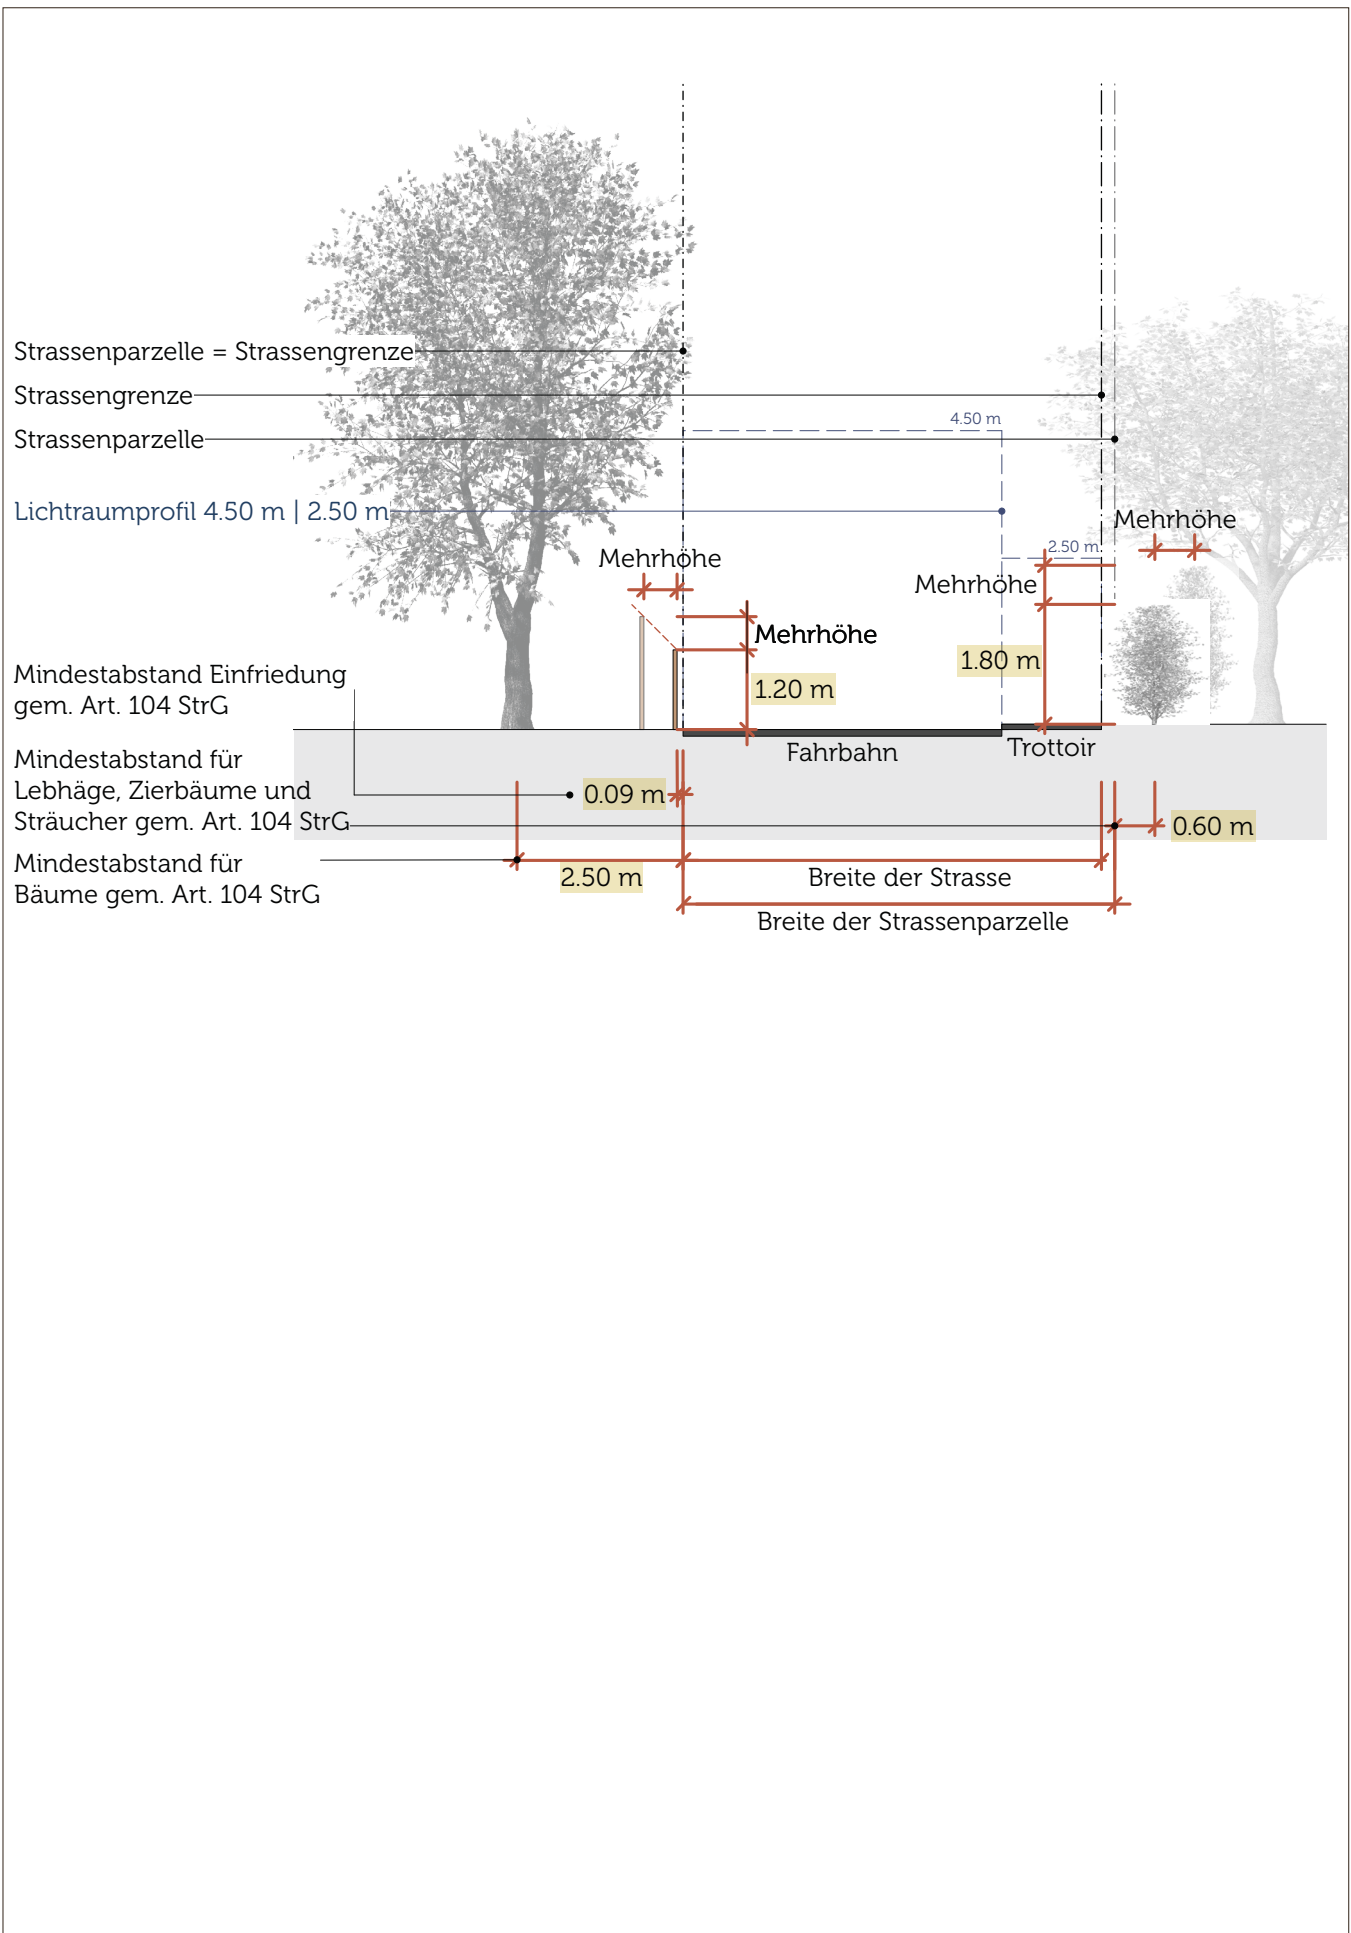 Strassenparzelle = Strassengrenze
Strassengrenze
4.50 m
Strassenparzelle
Lichtraumprofil 4.50 m | 2.50 m
Mehrhöhe
2.50 m
Mehrhöhe
Mehrhöhe
Mehrhöhe
1.80 m
1.20 m
Mindestabstand Einfriedung
gem. Art. 104 StrG
Fahrbahn
Trottoir
Mindestabstand für
Lebhäge, Zierbäume und
Sträucher gem. Art. 104 StrG
0.09 m
0.60 m
Mindestabstand für
Bäume gem. Art. 104 StrG
2.50 m
Breite der Strasse
Breite der Strassenparzelle